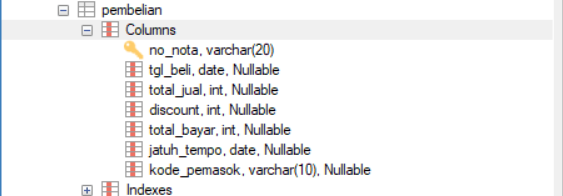 pembelian
Columns
no_nota, varchar(20)
tgl_beli, date, Nullable
total_jual, int, Nullable
discount, int, Nullable
total_bayar, int, Nullable
jatuh_tempo, date, Nullable
kode_pemasok, varchar(10), Nullable
Indexes